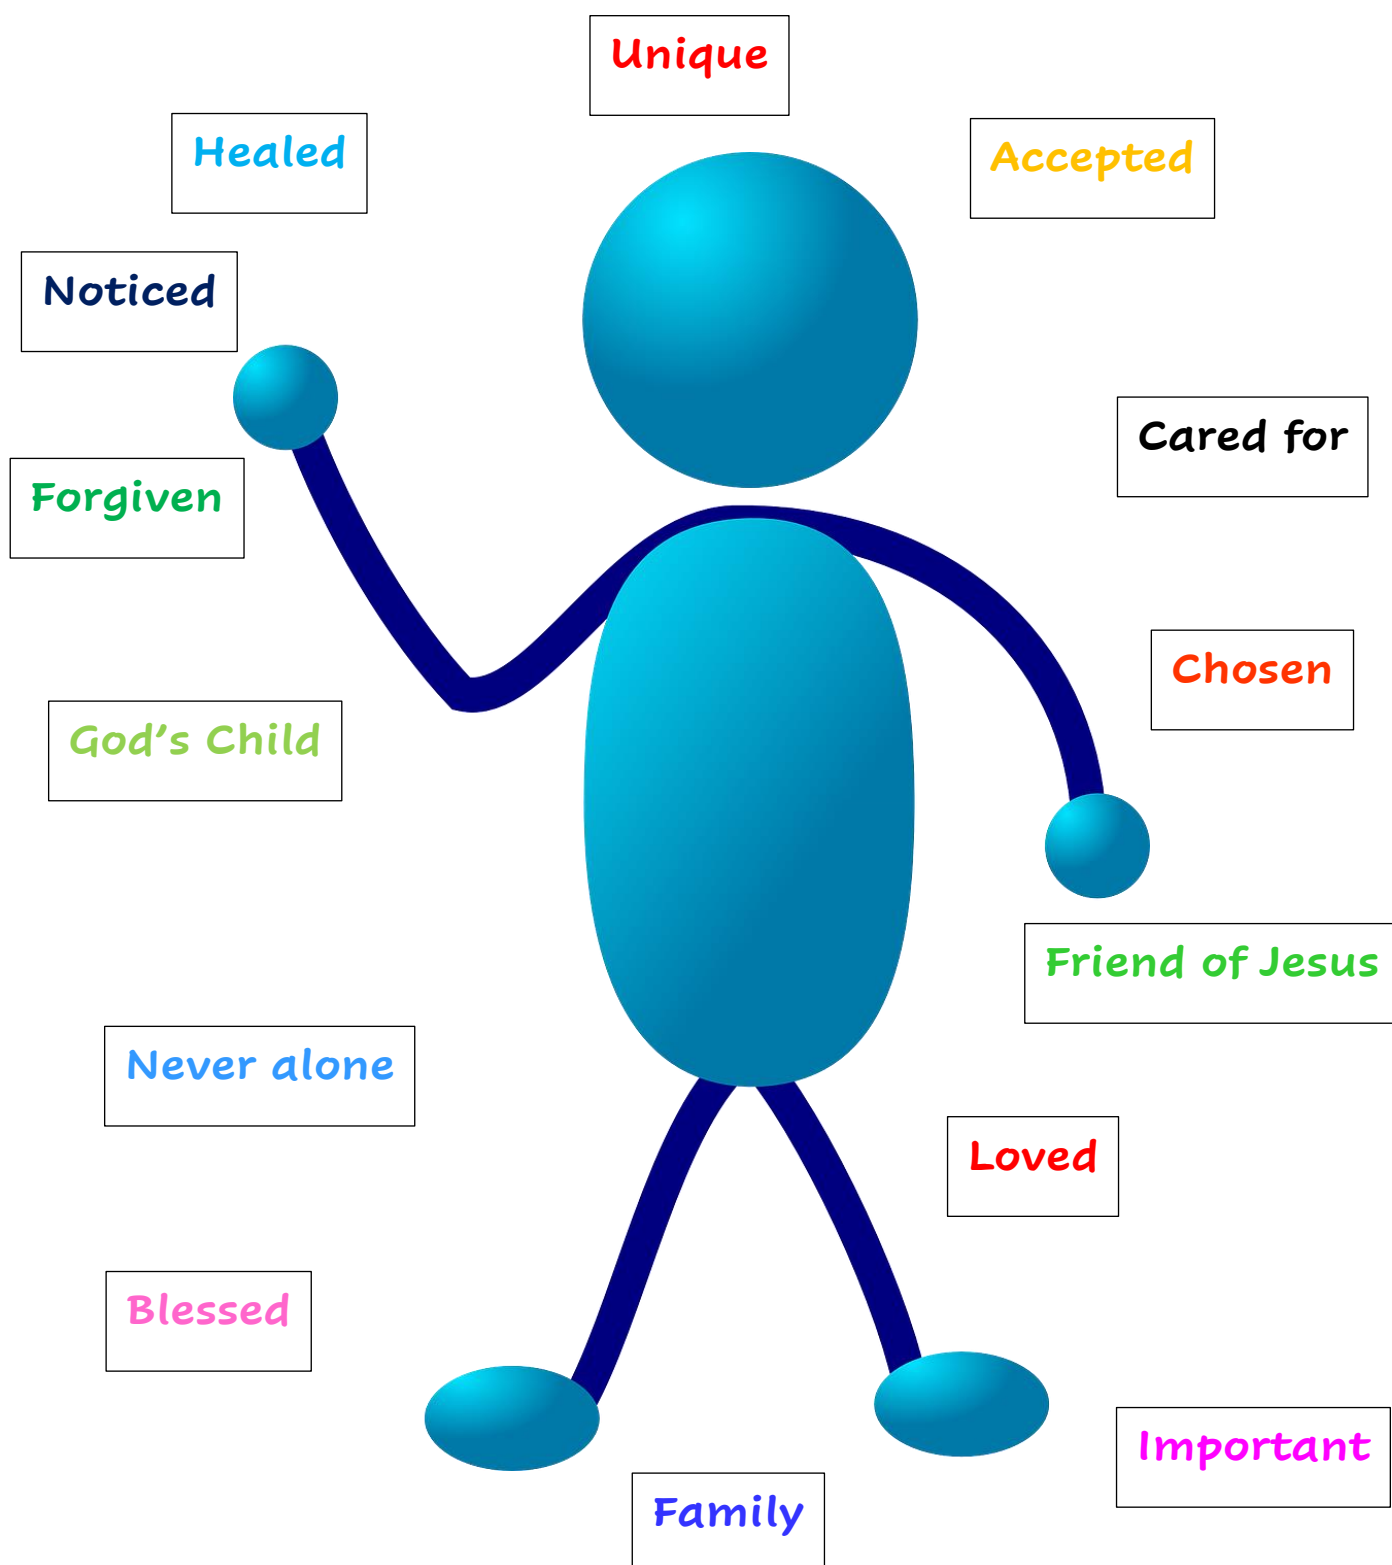 Unique
Healed
Accepted
Noticed
Cared for
Forgiven
Chosen
God’s Child
Friend of Jesus
Never alone
Loved
Blessed
Important
Family